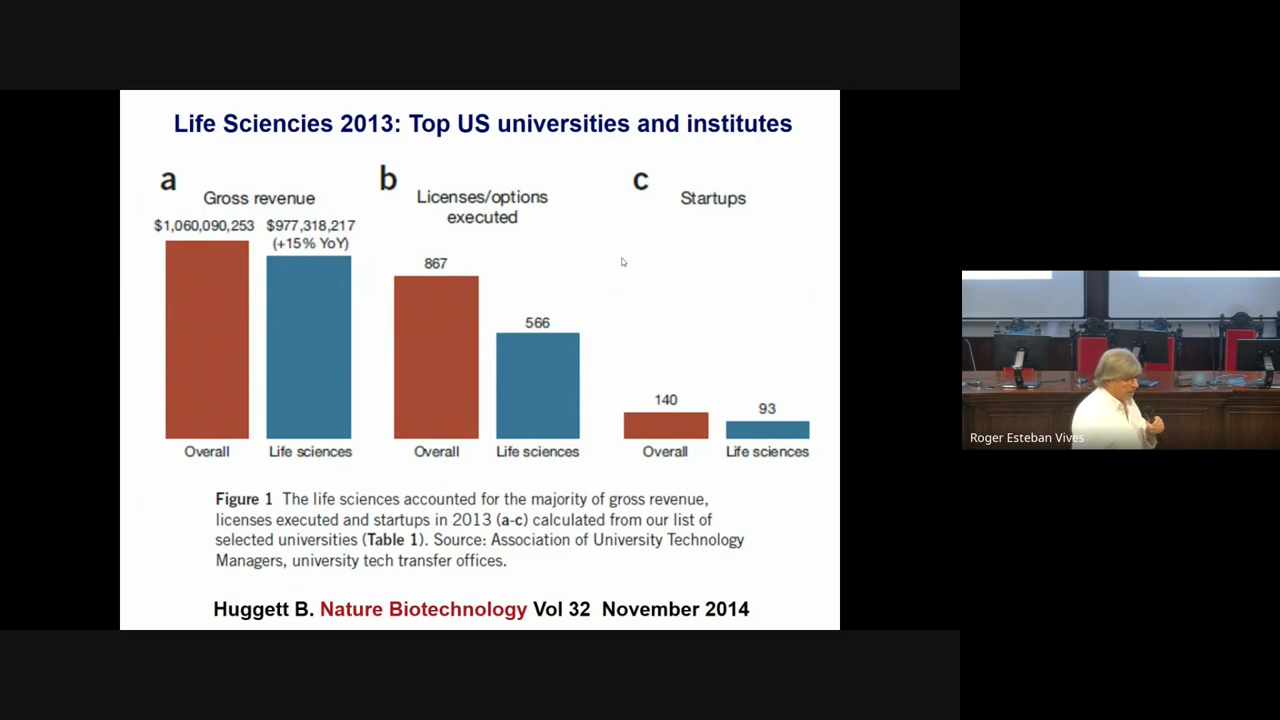 Life Sciencies 2013: Top US universities and institutes
a
Gross revenue
$1,060,090,253
$977,318,217
(+15% YoY)
Overall
Life sciences
b
Licenses/options
executed
867
566
Overall
Life sciences
c
Startups
140
93
Overall
Life sciences
Figure 1 The life sciences accounted for the majority of gross revenue,
licenses executed and startups in 2013 (a-c) calculated from our list of
selected universities (Table 1). Source: Association of University Technology
Managers, university tech transfer offices.
Huggett B. Nature Biotechnology Vol 32 November 2014
Roger Esteban Vives